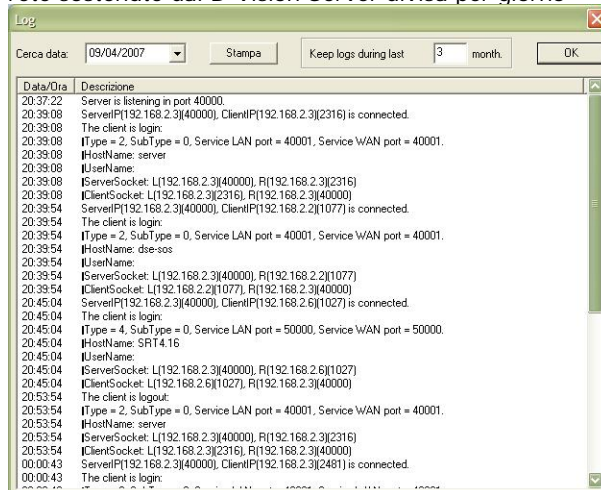 Log
Cerca data: 09/04/2007 Stampa Keep logs during last 3 month. OK
Data/Ora Descrizione
20:37:22 Server is listening in port 40000.
20:39:08 ServerIP(192.168.2.3)(40000), ClientIP(192.168.2.3)(2316) is connected.
20:39:08 The client is login:
20:39:08 |Type = 2, SubType = 0, Service LAN port = 40001, Service WAN port = 40001.
20:39:08 |HostName: server
20:39:08 |UserName:
20:39:08 |ServerSocket: L(192.168.2.3)(40000), R(192.168.2.3)(2316)
20:39:08 |ClientSocket: L(192.168.2.3)(2316), R(192.168.2.3)(40000)
20:39:54 ServerIP(192.168.2.3)(40000), ClientIP(192.168.2.2)(1077) is connected.
20:39:54 The client is login:
20:39:54 |Type = 2, SubType = 0, Service LAN port = 40001, Service WAN port = 40001.
20:39:54 |HostName: dse-sos
20:39:54 |UserName:
20:39:54 |ServerSocket: L(192.168.2.3)(40000), R(192.168.2.2)(1077)
20:39:54 |ClientSocket: L(192.168.2.2)(1077), R(192.168.2.3)(40000)
20:45:04 ServerIP(192.168.2.3)(40000), ClientIP(192.168.2.6)(1027) is connected.
20:45:04 The client is login:
20:45:04 |Type = 4, SubType = 0, Service LAN port = 50000, Service WAN port = 50000.
20:45:04 |HostName: SRT4.16
20:45:04 |UserName:
20:45:04 |ServerSocket: L(192.168.2.3)(40000), R(192.168.2.6)(1027)
20:45:04 |ClientSocket: L(192.168.2.6)(1027), R(192.168.2.3)(40000)
20:53:54 The client is logout:
20:53:54 |Type = 2, SubType = 0, Service LAN port = 40001, Service WAN port = 40001.
20:53:54 |HostName: server
20:53:54 |ServerSocket: L(192.168.2.3)(40000), R(192.168.2.3)(2316)
20:53:54 |ClientSocket: L(192.168.2.3)(2316), R(192.168.2.3)(40000)
00:00:43 ServerIP(192.168.2.3)(40000), ClientIP(192.168.2.3)(2481) is connected.
00:00:43 The client is login: